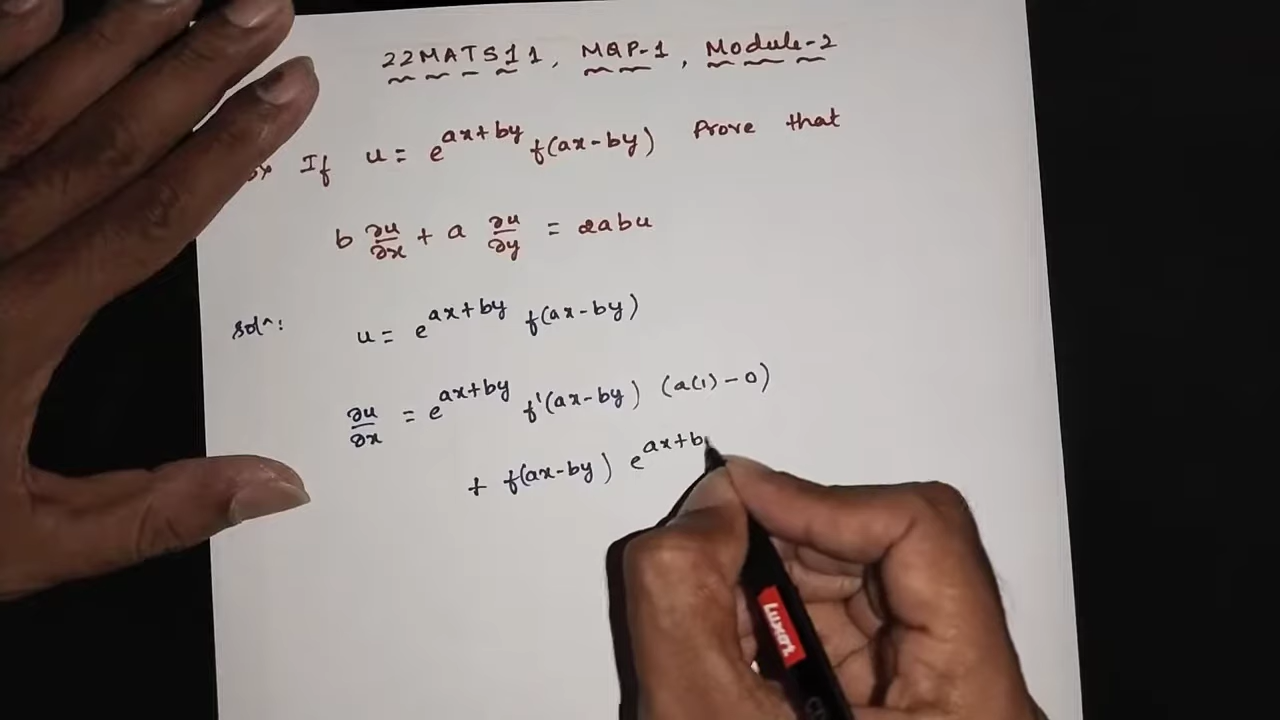 22MATS11, MQP-1, Module-2
If u = e^{ax+by} f(ax-by) Prove that
b ∂u/∂x + a ∂u/∂y = 2abu
sol^n: u = e^{ax+by} f(ax-by)
∂u/∂x = e^{ax+by} f'(ax-by) (a(1)-0)
+ f(ax-by) e^{ax+b
Luxor